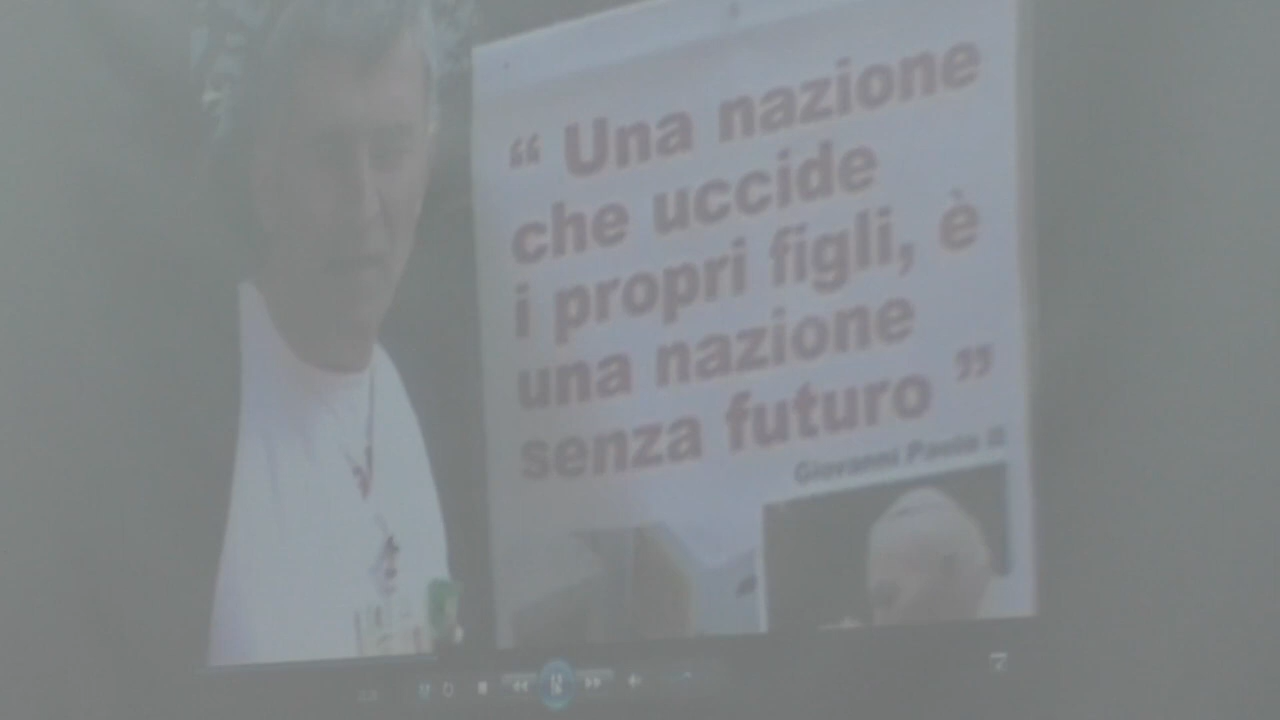 “ Una nazione
che uccide
i propri figli, è
una nazione
senza futuro ”
Giovanni Paolo II